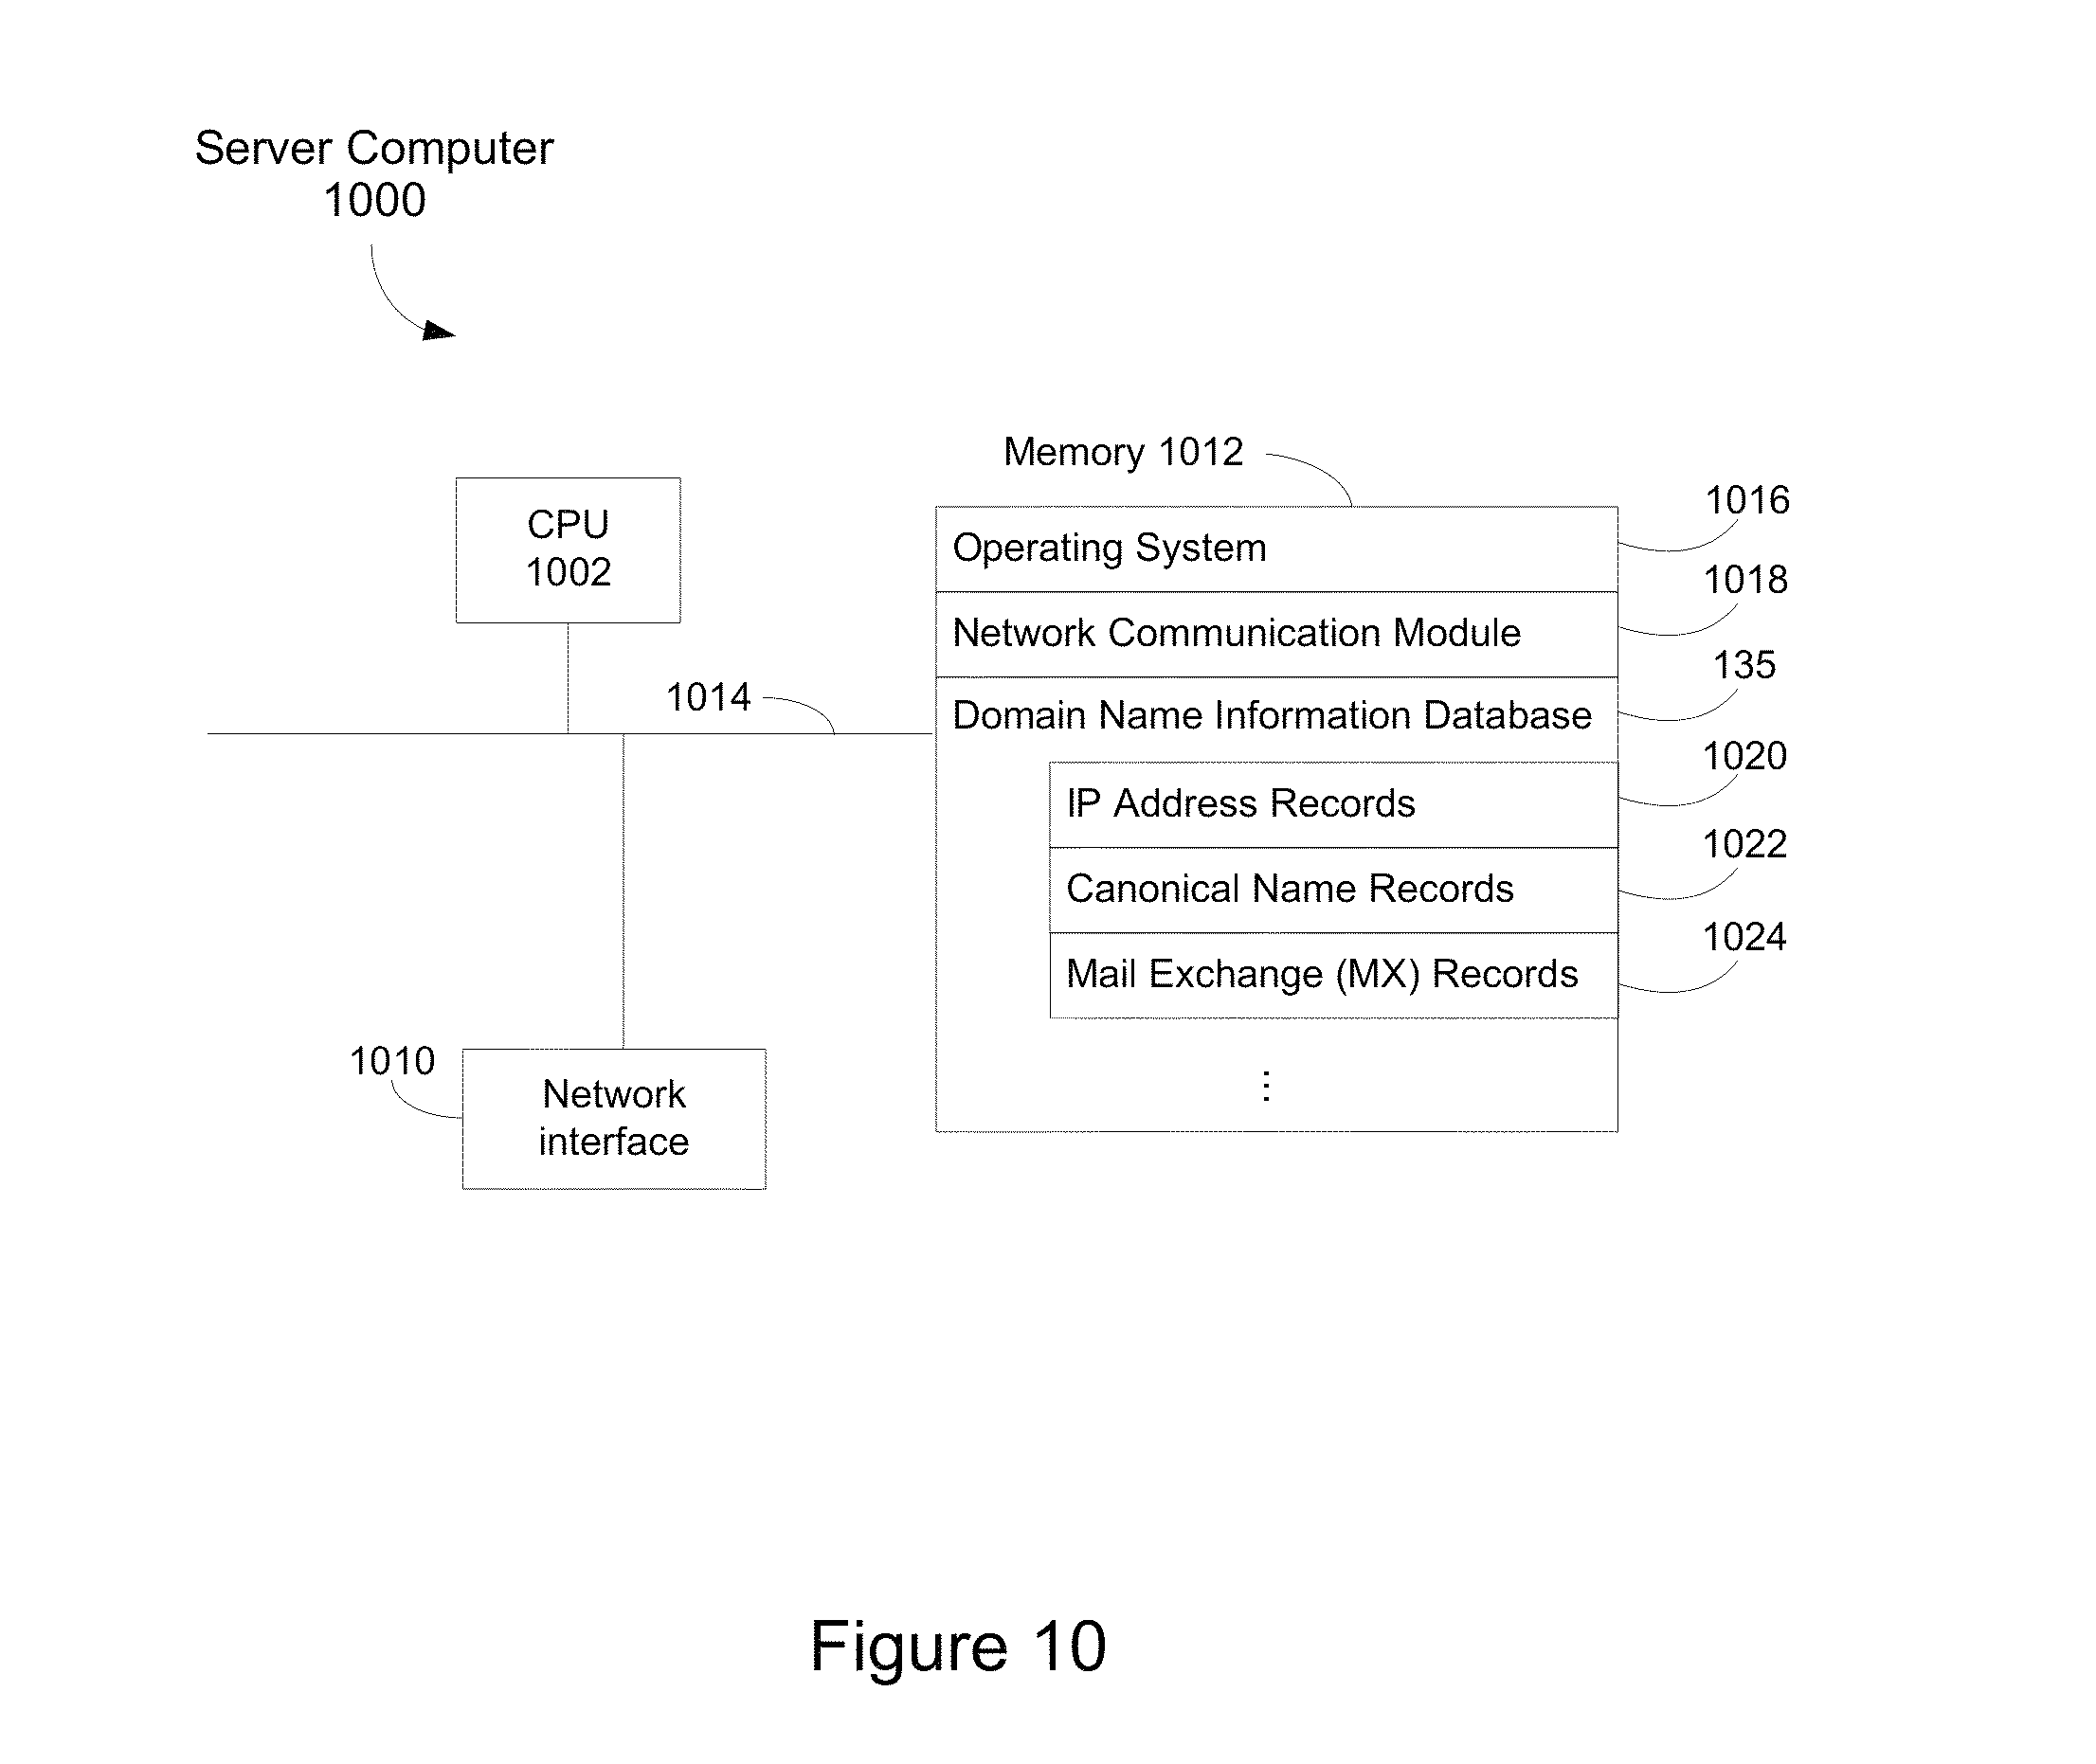 Server Computer
1000
Memory 1012
CPU
1002
1014
Network
interface
1010
Operating System
1016
Network Communication Module
1018
Domain Name Information Database
135
IP Address Records
1020
Canonical Name Records
1022
Mail Exchange (MX) Records
1024
⋮
Figure 10